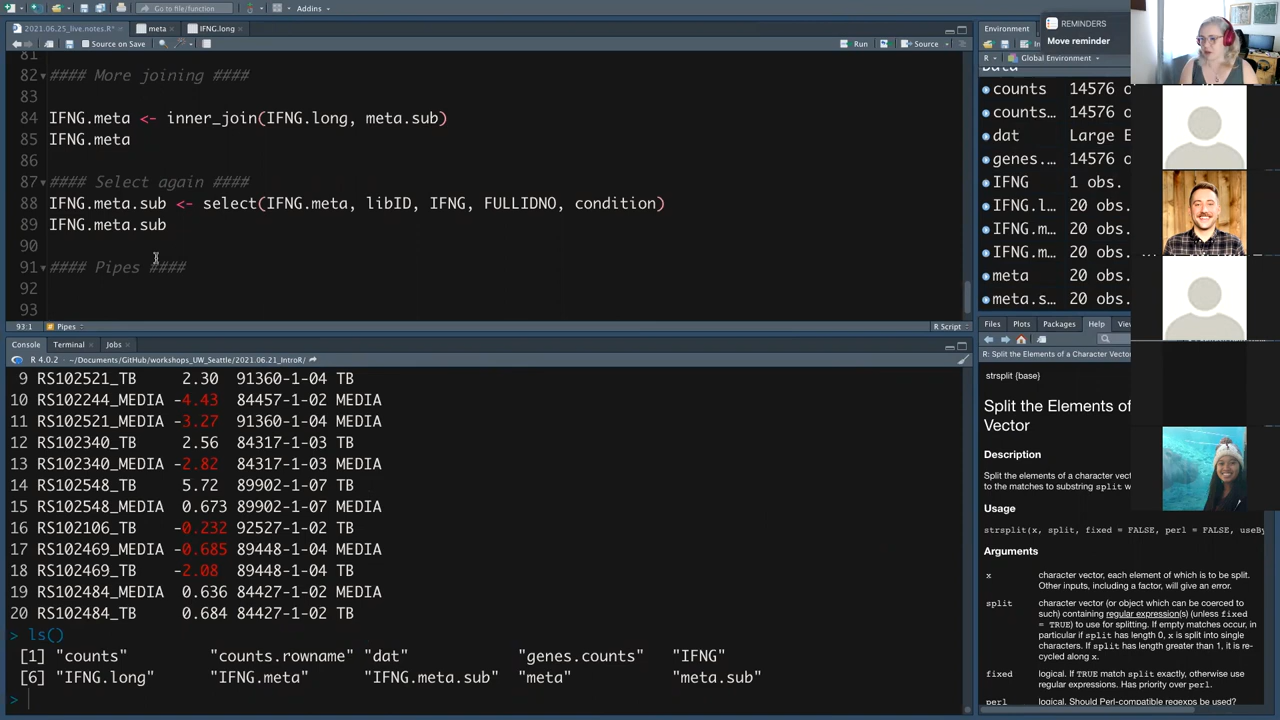 Go to file/function
Addins
2021.06.25_live.notes.R*
meta
IFNG.long
Source on Save
Run
Source
81
82 #### More joining ####
83
84 IFNG.meta <- inner_join(IFNG.long, meta.sub)
85 IFNG.meta
86
87 #### Select again ####
88 IFNG.meta.sub <- select(IFNG.meta, libID, IFNG, FULLIDNO, condition)
89 IFNG.meta.sub
90
91 #### Pipes ####
92
93
93:1 Pipes R Script
Console Terminal Jobs
R 4.0.2 · ~/Documents/GitHub/workshops_UW_Seattle/2021.06.21_IntroR/
9 RS102521_TB 2.30 91360-1-04 TB
10 RS102244_MEDIA -4.43 84457-1-02 MEDIA
11 RS102521_MEDIA -3.27 91360-1-04 MEDIA
12 RS102340_TB 2.56 84317-1-03 TB
13 RS102340_MEDIA -2.82 84317-1-03 MEDIA
14 RS102548_TB 5.72 89902-1-07 TB
15 RS102548_MEDIA 0.673 89902-1-07 MEDIA
16 RS102106_TB -0.232 92527-1-02 TB
17 RS102469_MEDIA -0.685 89448-1-04 MEDIA
18 RS102469_TB -2.08 89448-1-04 TB
19 RS102484_MEDIA 0.636 84427-1-02 MEDIA
20 RS102484_TB 0.684 84427-1-02 TB
> ls()
[1] "counts" "counts.rowname" "dat" "genes.counts" "IFNG"
[6] "IFNG.long" "IFNG.meta" "IFNG.meta.sub" "meta" "meta.sub"
>
Environment
REMINDERS
Move reminder
R
Global Environment
Data
counts 14576 o
counts… 14576 o
dat Large E
genes.… 14576 o
IFNG 1 obs.
IFNG.l… 20 obs.
IFNG.m… 20 obs.
IFNG.m… 20 obs.
meta 20 obs.
meta.s… 20 obs.
Files Plots Packages Help View
R: Split the Elements of a Character Vector
strsplit {base}
Split the Elements of
Vector
Description
Split the elements of a character vect
to the matches to substring split w
Usage
strsplit(x, split, fixed = FALSE, perl = FALSE, useBy
Arguments
x character vector, each element of which is to be split.
Other inputs, including a factor, will give an error.
split character vector (or object which can be coerced to
such) containing regular expression(s) (unless fixed
= TRUE) to use for splitting. If empty matches occur, in
particular if split has length 0, x is split into single
characters. If split has length greater than 1, it is re-
cycled along x.
fixed logical. If TRUE match split exactly, otherwise use
regular expressions. Has priority over perl.
perl logical. Should Perl-compatible regexps be used?